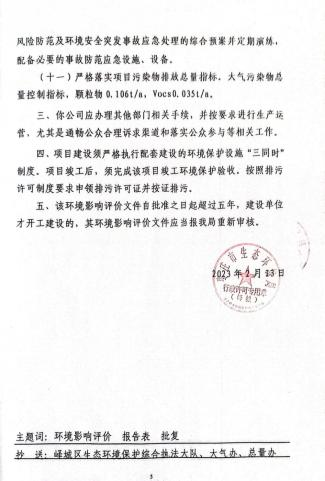 风险防范及环境安全突发事故应急处理的综合预案并定期演练，
配备必要的事故防范应急设施、设备。
（十一）严格落实项目污染物排放总量指标。大气污染物总
量控制指标，颗粒物0.106t/a，Vocs0.035t/a。
三、你公司应办理其他部门相关手续，并按要求进行生产运
营，尤其是通畅公众合理诉求渠道和落实公众参与等相关工作。
四、项目建设须严格执行配套建设的环境保护设施“三同时”
制度。项目竣工后，须完成该项目竣工环境保护验收。按照排污
许可制度要求申领排污许可证并按证排污。
五、该环境影响评价文件自批准之日起超过五年，建设单位
才开工建设的，其环境影响评价文件应当报我局重新审核。
市生态环
2023年2月13日
行政许可专用章
主题词：环境影响评价 报告表 批复
抄 送：峄城区生态环境保护综合执法大队、大气办、总量办
5